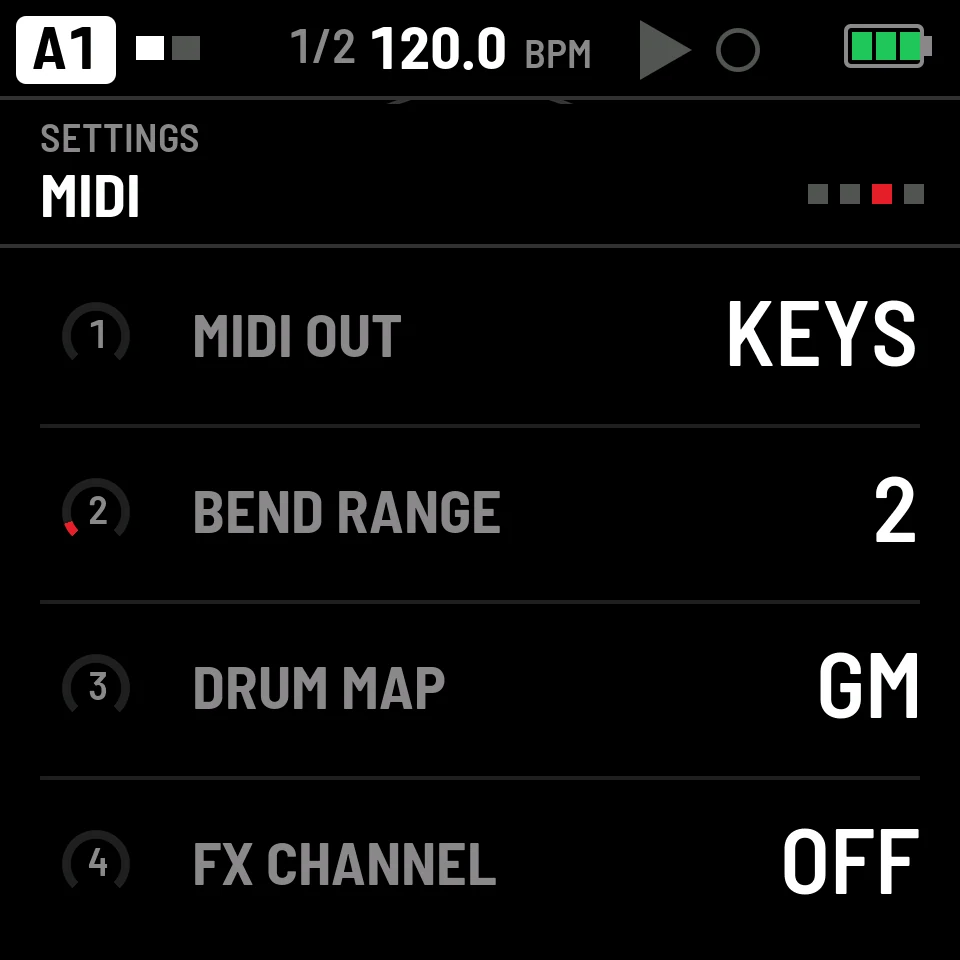 A1 1/2 120.0 BPM
SETTINGS
MIDI
1 MIDI OUT KEYS
2 BEND RANGE 2
3 DRUM MAP GM
4 FX CHANNEL OFF